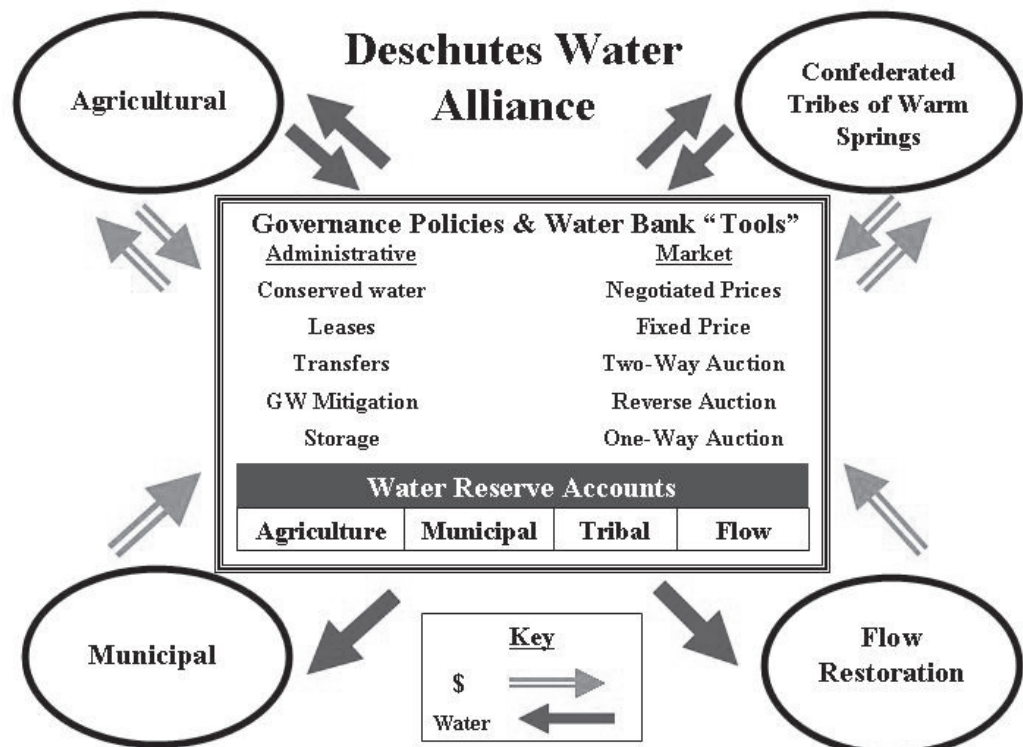 Deschutes Water
Alliance
Agricultural
Confederated
Tribes of Warm
Springs
Governance Policies & Water Bank “Tools”
Administrative
Market
Conserved water
Negotiated Prices
Leases
Fixed Price
Transfers
Two-Way Auction
GW Mitigation
Reverse Auction
Storage
One-Way Auction
Water Reserve Accounts
Agriculture
Municipal
Tribal
Flow
Municipal
Key
$
Water
Flow
Restoration